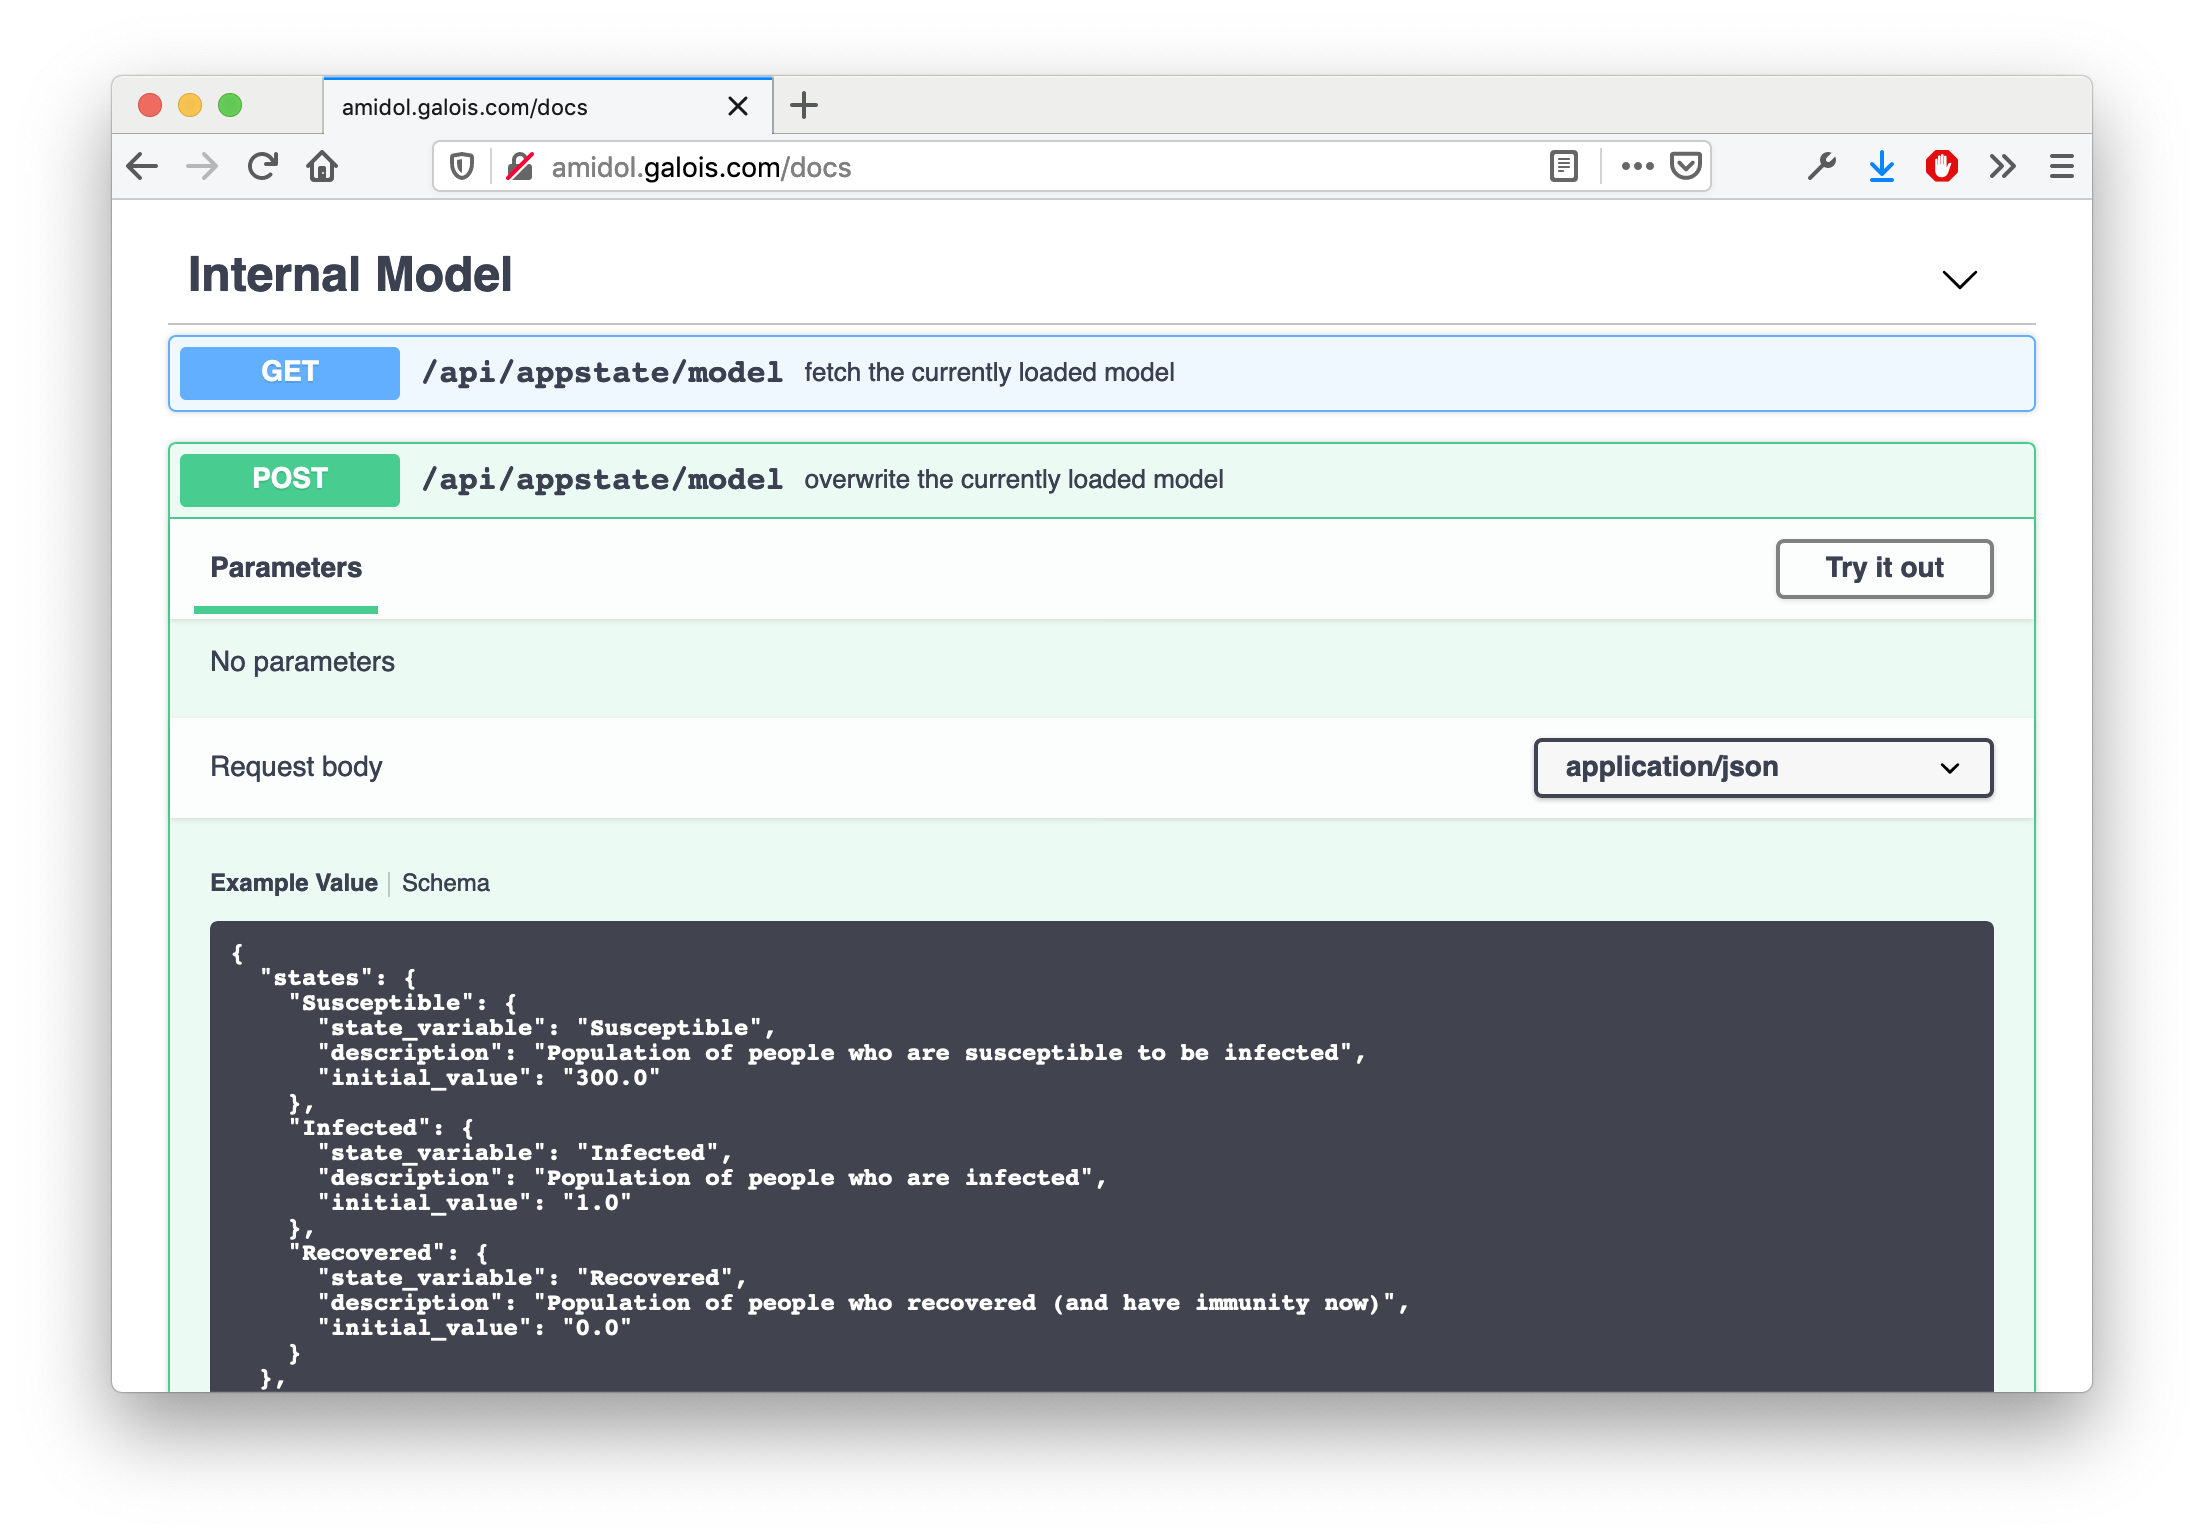 amidol.galois.com/docs
amidol.galois.com/docs
Internal Model
GET /api/appstate/model fetch the currently loaded model
POST /api/appstate/model overwrite the currently loaded model
Parameters Try it out
No parameters
Request body application/json
Example Value Schema
{
  "states": {
    "Susceptible": {
      "state_variable": "Susceptible",
      "description": "Population of people who are susceptible to be infected",
      "initial_value": "300.0"
    },
    "Infected": {
      "state_variable": "Infected",
      "description": "Population of people who are infected",
      "initial_value": "1.0"
    },
    "Recovered": {
      "state_variable": "Recovered",
      "description": "Population of people who recovered (and have immunity now)",
      "initial_value": "0.0"
    }
  },